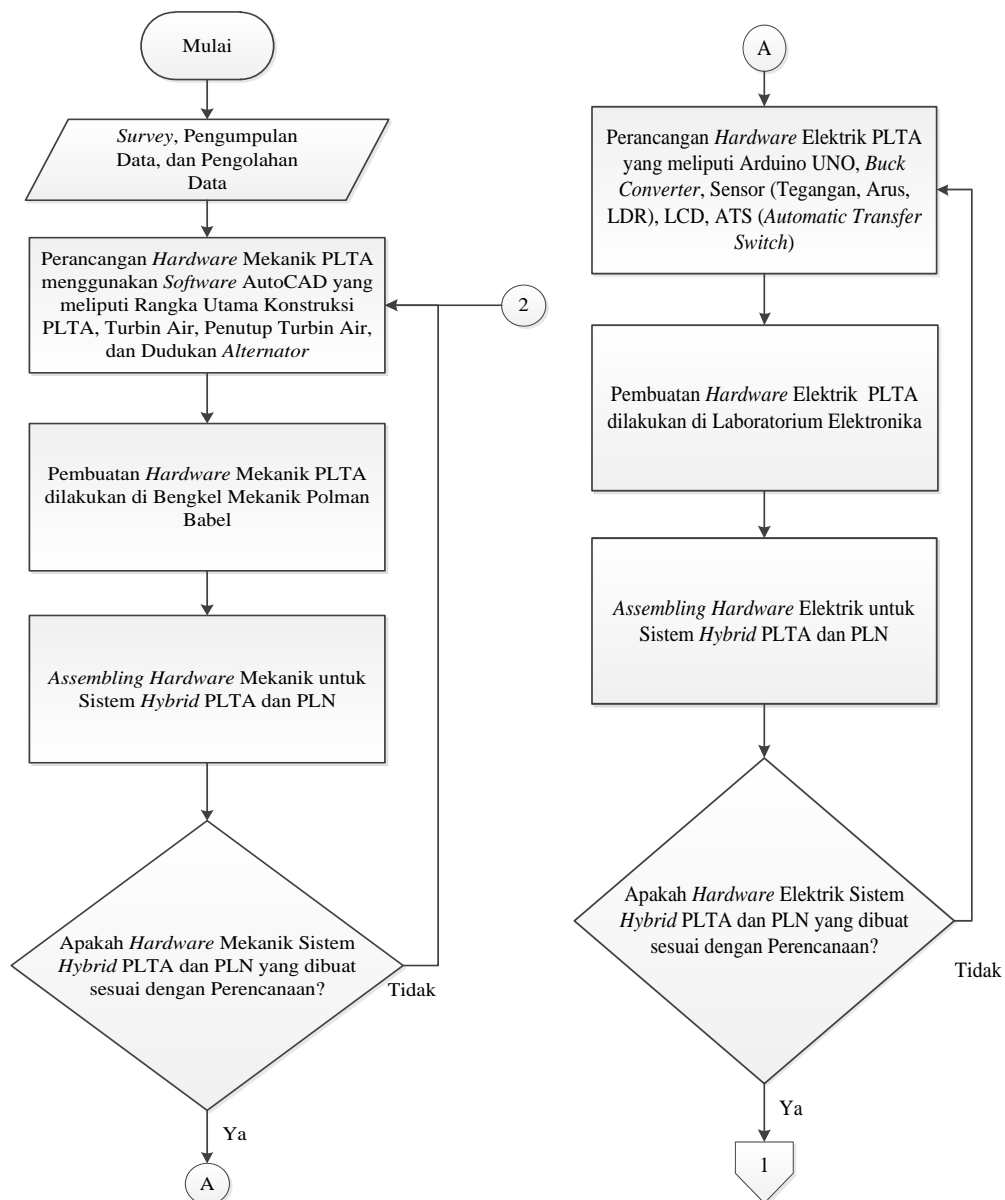 Mulai
Survey, Pengumpulan
Data, dan Pengolahan
Data
Perancangan Hardware Mekanik PLTA
menggunakan Software AutoCAD yang
meliputi Rangka Utama Konstruksi
PLTA, Turbin Air, Penutup Turbin Air,
dan Dudukan Alternator
2
Pembuatan Hardware Mekanik PLTA
dilakukan di Bengkel Mekanik Polman
Babel
Assembling Hardware Mekanik untuk
Sistem Hybrid PLTA dan PLN
Apakah Hardware Mekanik Sistem
Hybrid PLTA dan PLN yang dibuat
sesuai dengan Perencanaan?
Tidak
Ya
A
A
Perancangan Hardware Elektrik PLTA
yang meliputi Arduino UNO, Buck
Converter, Sensor (Tegangan, Arus,
LDR), LCD, ATS (Automatic Transfer
Switch)
Pembuatan Hardware Elektrik PLTA
dilakukan di Laboratorium Elektronika
Assembling Hardware Elektrik untuk
Sistem Hybrid PLTA dan PLN
Apakah Hardware Elektrik Sistem
Hybrid PLTA dan PLN yang dibuat
sesuai dengan Perencanaan?
Tidak
Ya
1